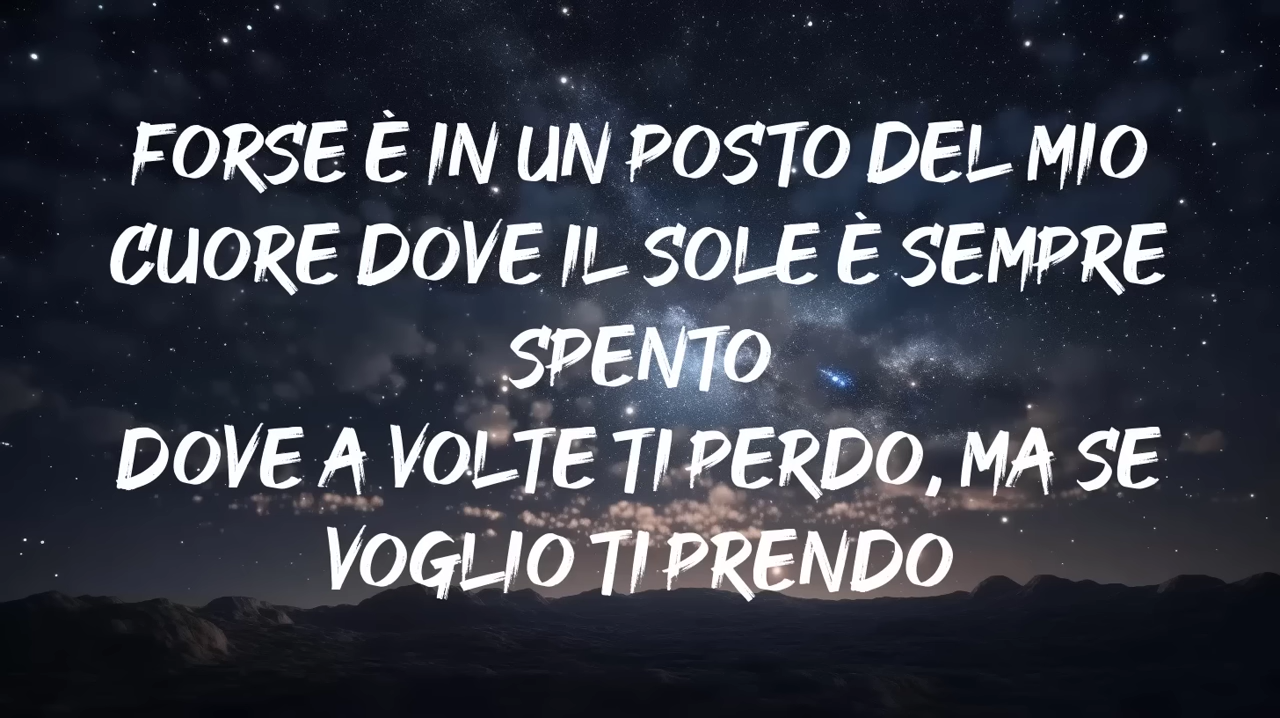 FORSE È IN UN POSTO DEL MIO
CUORE DOVE IL SOLE È SEMPRE
SPENTO
DOVE A VOLTE TI PERDO, MA SE
VOGLIO TI PRENDO